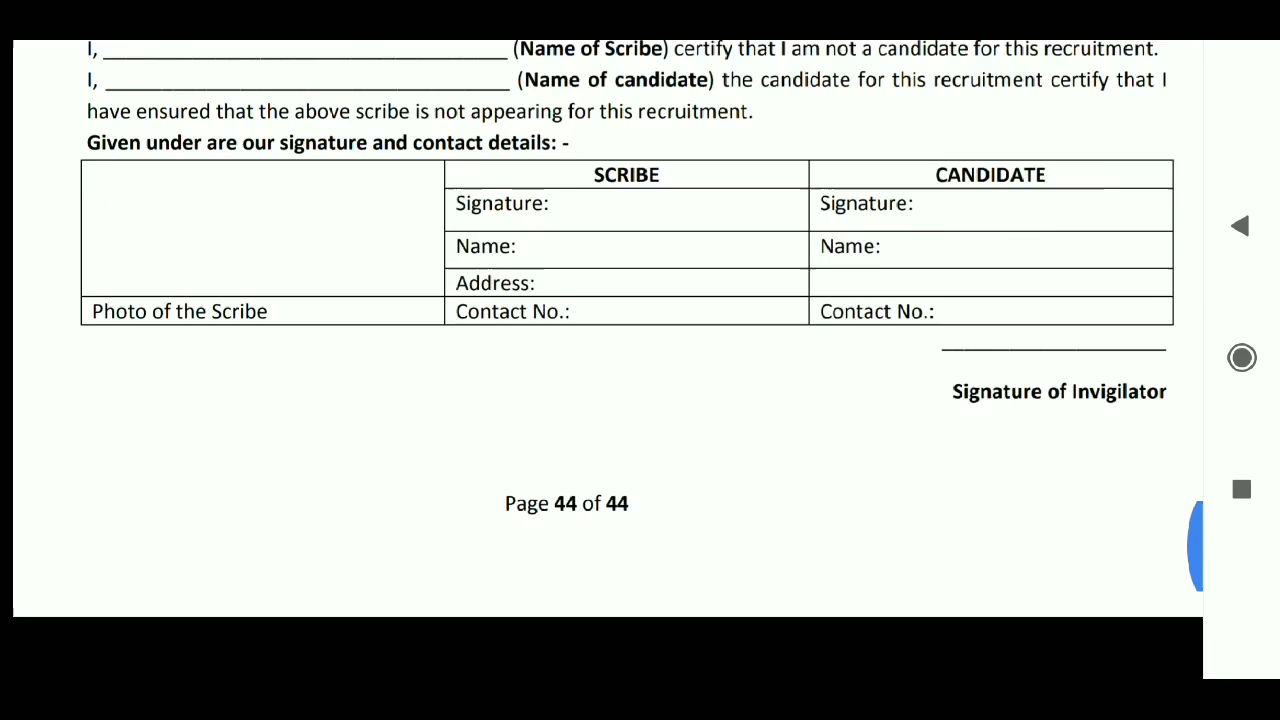 I, ____________________________________ (Name of Scribe) certify that I am not a candidate for this recruitment.
I, ____________________________________ (Name of candidate) the candidate for this recruitment certify that I
have ensured that the above scribe is not appearing for this recruitment.
Given under are our signature and contact details: -
SCRIBE CANDIDATE
Signature: Signature:
Name: Name:
Address:
Photo of the Scribe Contact No.: Contact No.:
____________________
Signature of Invigilator
Page 44 of 44